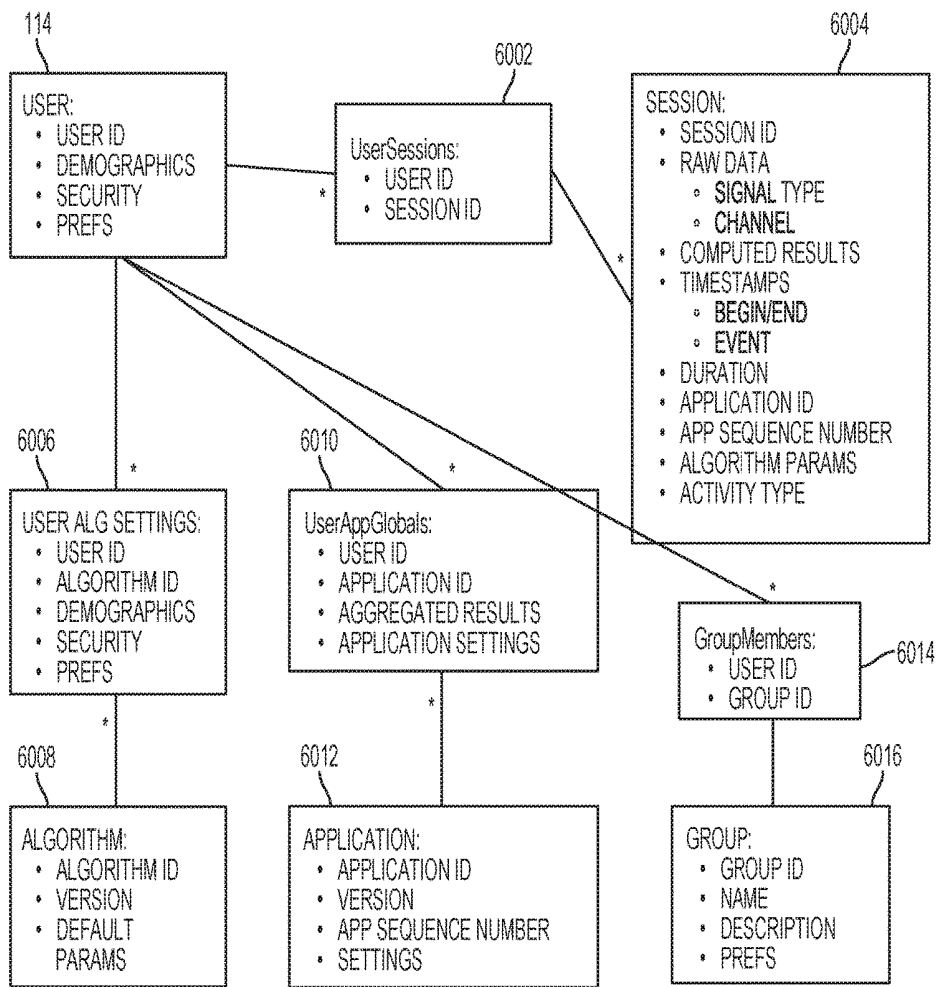 114
6002
6004
USER:
• USER ID
• DEMOGRAPHICS
• SECURITY
• PREFS
*
UserSessions:
• USER ID
• SESSION ID
*
SESSION:
• SESSION ID
• RAW DATA
◦ SIGNAL TYPE
◦ CHANNEL
• COMPUTED RESULTS
• TIMESTAMPS
◦ BEGIN/END
◦ EVENT
• DURATION
• APPLICATION ID
• APP SEQUENCE NUMBER
• ALGORITHM PARAMS
• ACTIVITY TYPE
6006
*
USER ALG SETTINGS:
• USER ID
• ALGORITHM ID
• DEMOGRAPHICS
• SECURITY
• PREFS
*
6010
*
UserAppGlobals:
• USER ID
• APPLICATION ID
• AGGREGATED RESULTS
• APPLICATION SETTINGS
*
*
GroupMembers:
• USER ID
• GROUP ID
6014
6008
ALGORITHM:
• ALGORITHM ID
• VERSION
• DEFAULT
PARAMS
6012
APPLICATION:
• APPLICATION ID
• VERSION
• APP SEQUENCE NUMBER
• SETTINGS
6016
GROUP:
• GROUP ID
• NAME
• DESCRIPTION
• PREFS